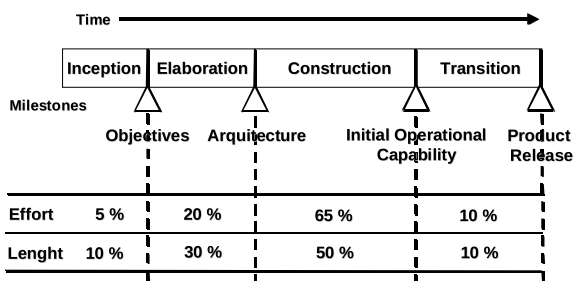 Time
Inception Elaboration Construction Transition
Milestones
Objectives Arquitecture Initial Operational Product
Capability Release
Effort 5 % 20 % 65 % 10 %
Lenght 10 % 30 % 50 % 10 %